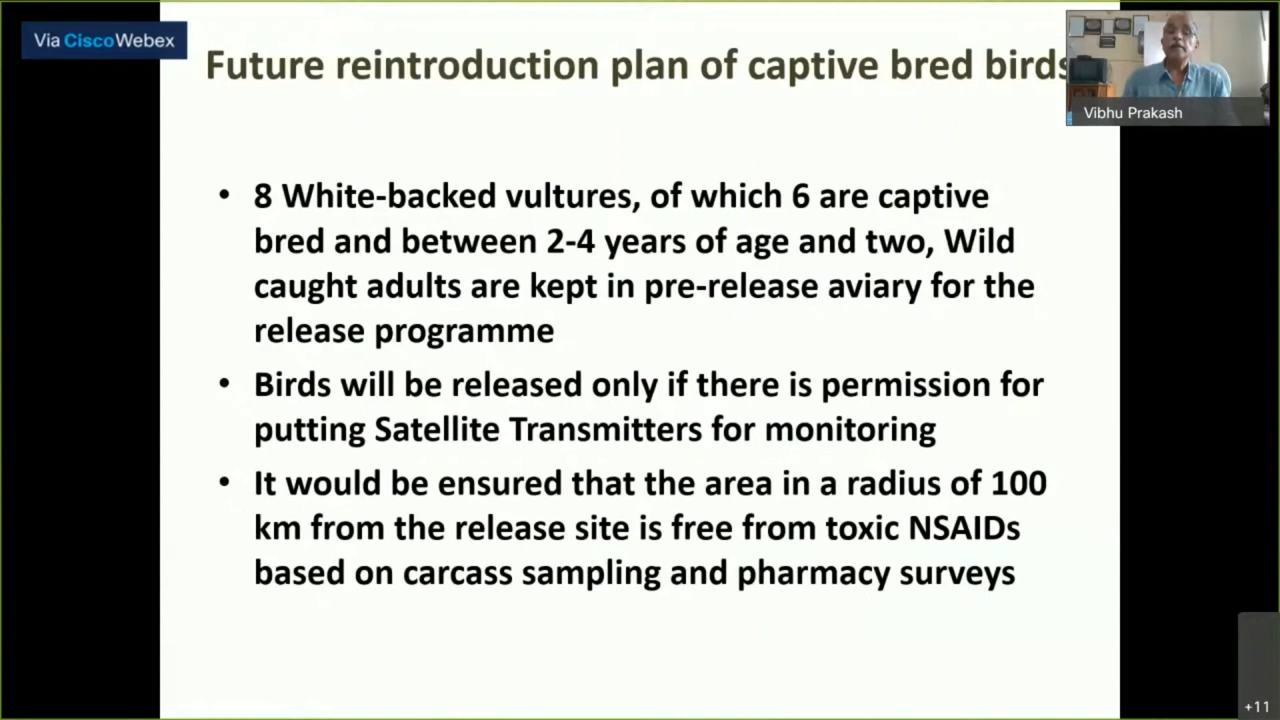 Via Cisco Webex
Future reintroduction plan of captive bred birds
Vibhu Prakash
• 8 White-backed vultures, of which 6 are captive
bred and between 2-4 years of age and two, Wild
caught adults are kept in pre-release aviary for the
release programme
• Birds will be released only if there is permission for
putting Satellite Transmitters for monitoring
• It would be ensured that the area in a radius of 100
km from the release site is free from toxic NSAIDs
based on carcass sampling and pharmacy surveys
+11